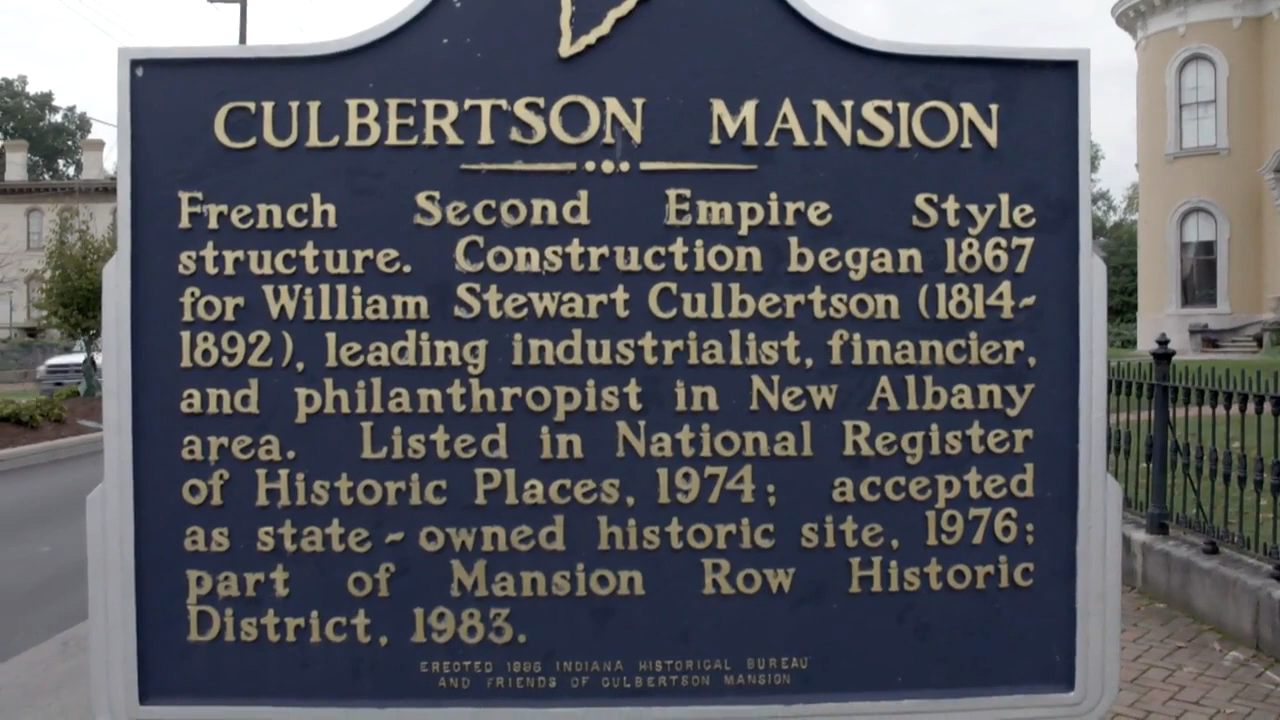 CULBERTSON MANSION
French Second Empire Style
structure. Construction began 1867
for William Stewart Culbertson (1814-
1892), leading industrialist, financier,
and philanthropist in New Albany
area. Listed in National Register
of Historic Places, 1974; accepted
as state-owned historic site, 1976;
part of Mansion Row Historic
District, 1983.
ERECTED 1986 INDIANA HISTORICAL BUREAU
AND FRIENDS OF CULBERTSON MANSION